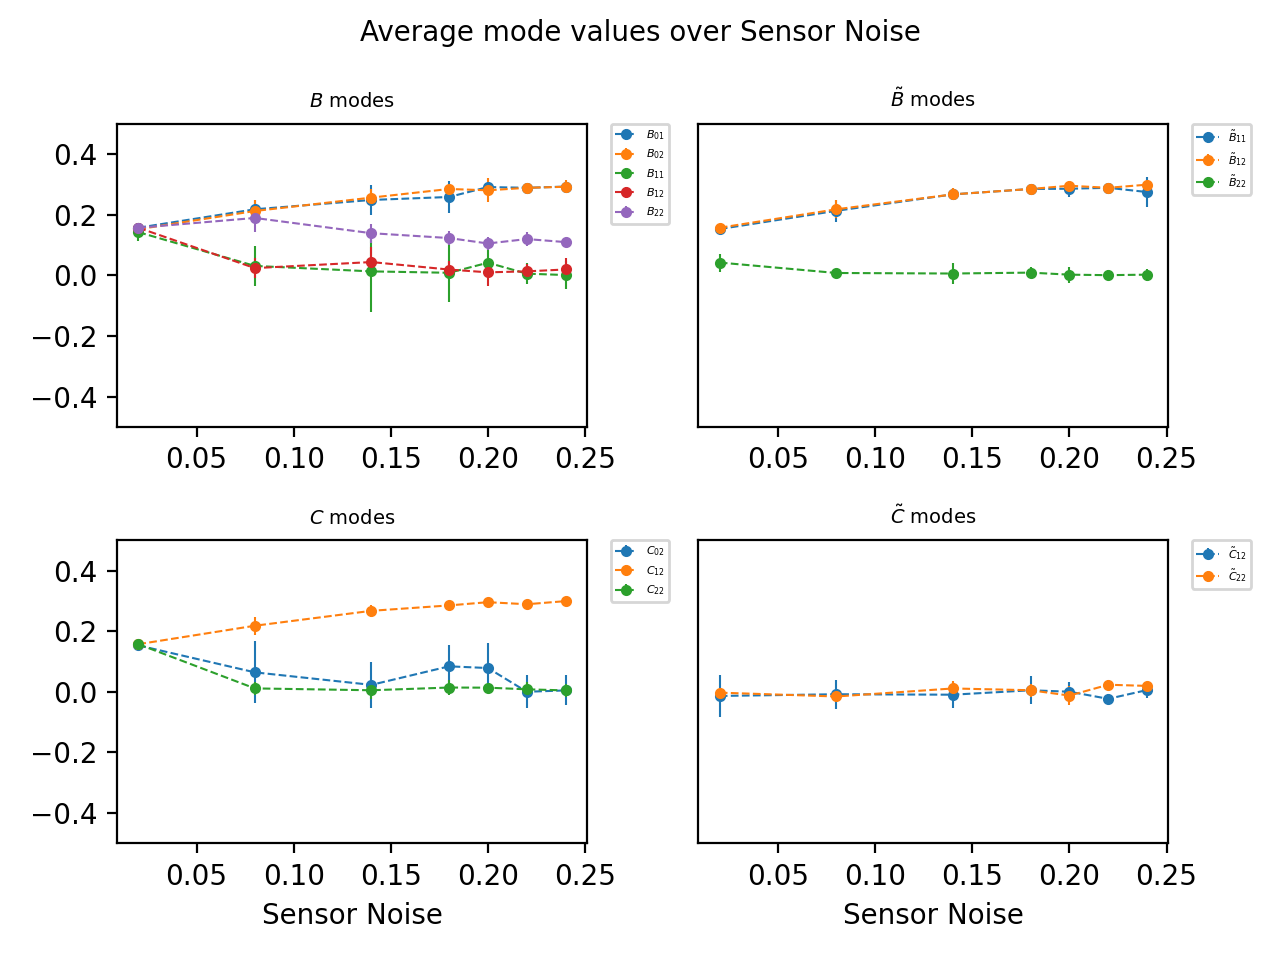 Average mode values over Sensor Noise
B modes
B̃ modes
0.4
0.2
0.0
−0.2
−0.4
B₀₁
B₀₂
B₁₁
B₁₂
B₂₂
B̃₁₁
B̃₁₂
B̃₂₂
0.05 0.10 0.15 0.20 0.25
0.05 0.10 0.15 0.20 0.25
C modes
C̃ modes
0.4
0.2
0.0
−0.2
−0.4
C₀₂
C₁₂
C₂₂
C̃₁₂
C̃₂₂
0.05 0.10 0.15 0.20 0.25
0.05 0.10 0.15 0.20 0.25
Sensor Noise
Sensor Noise